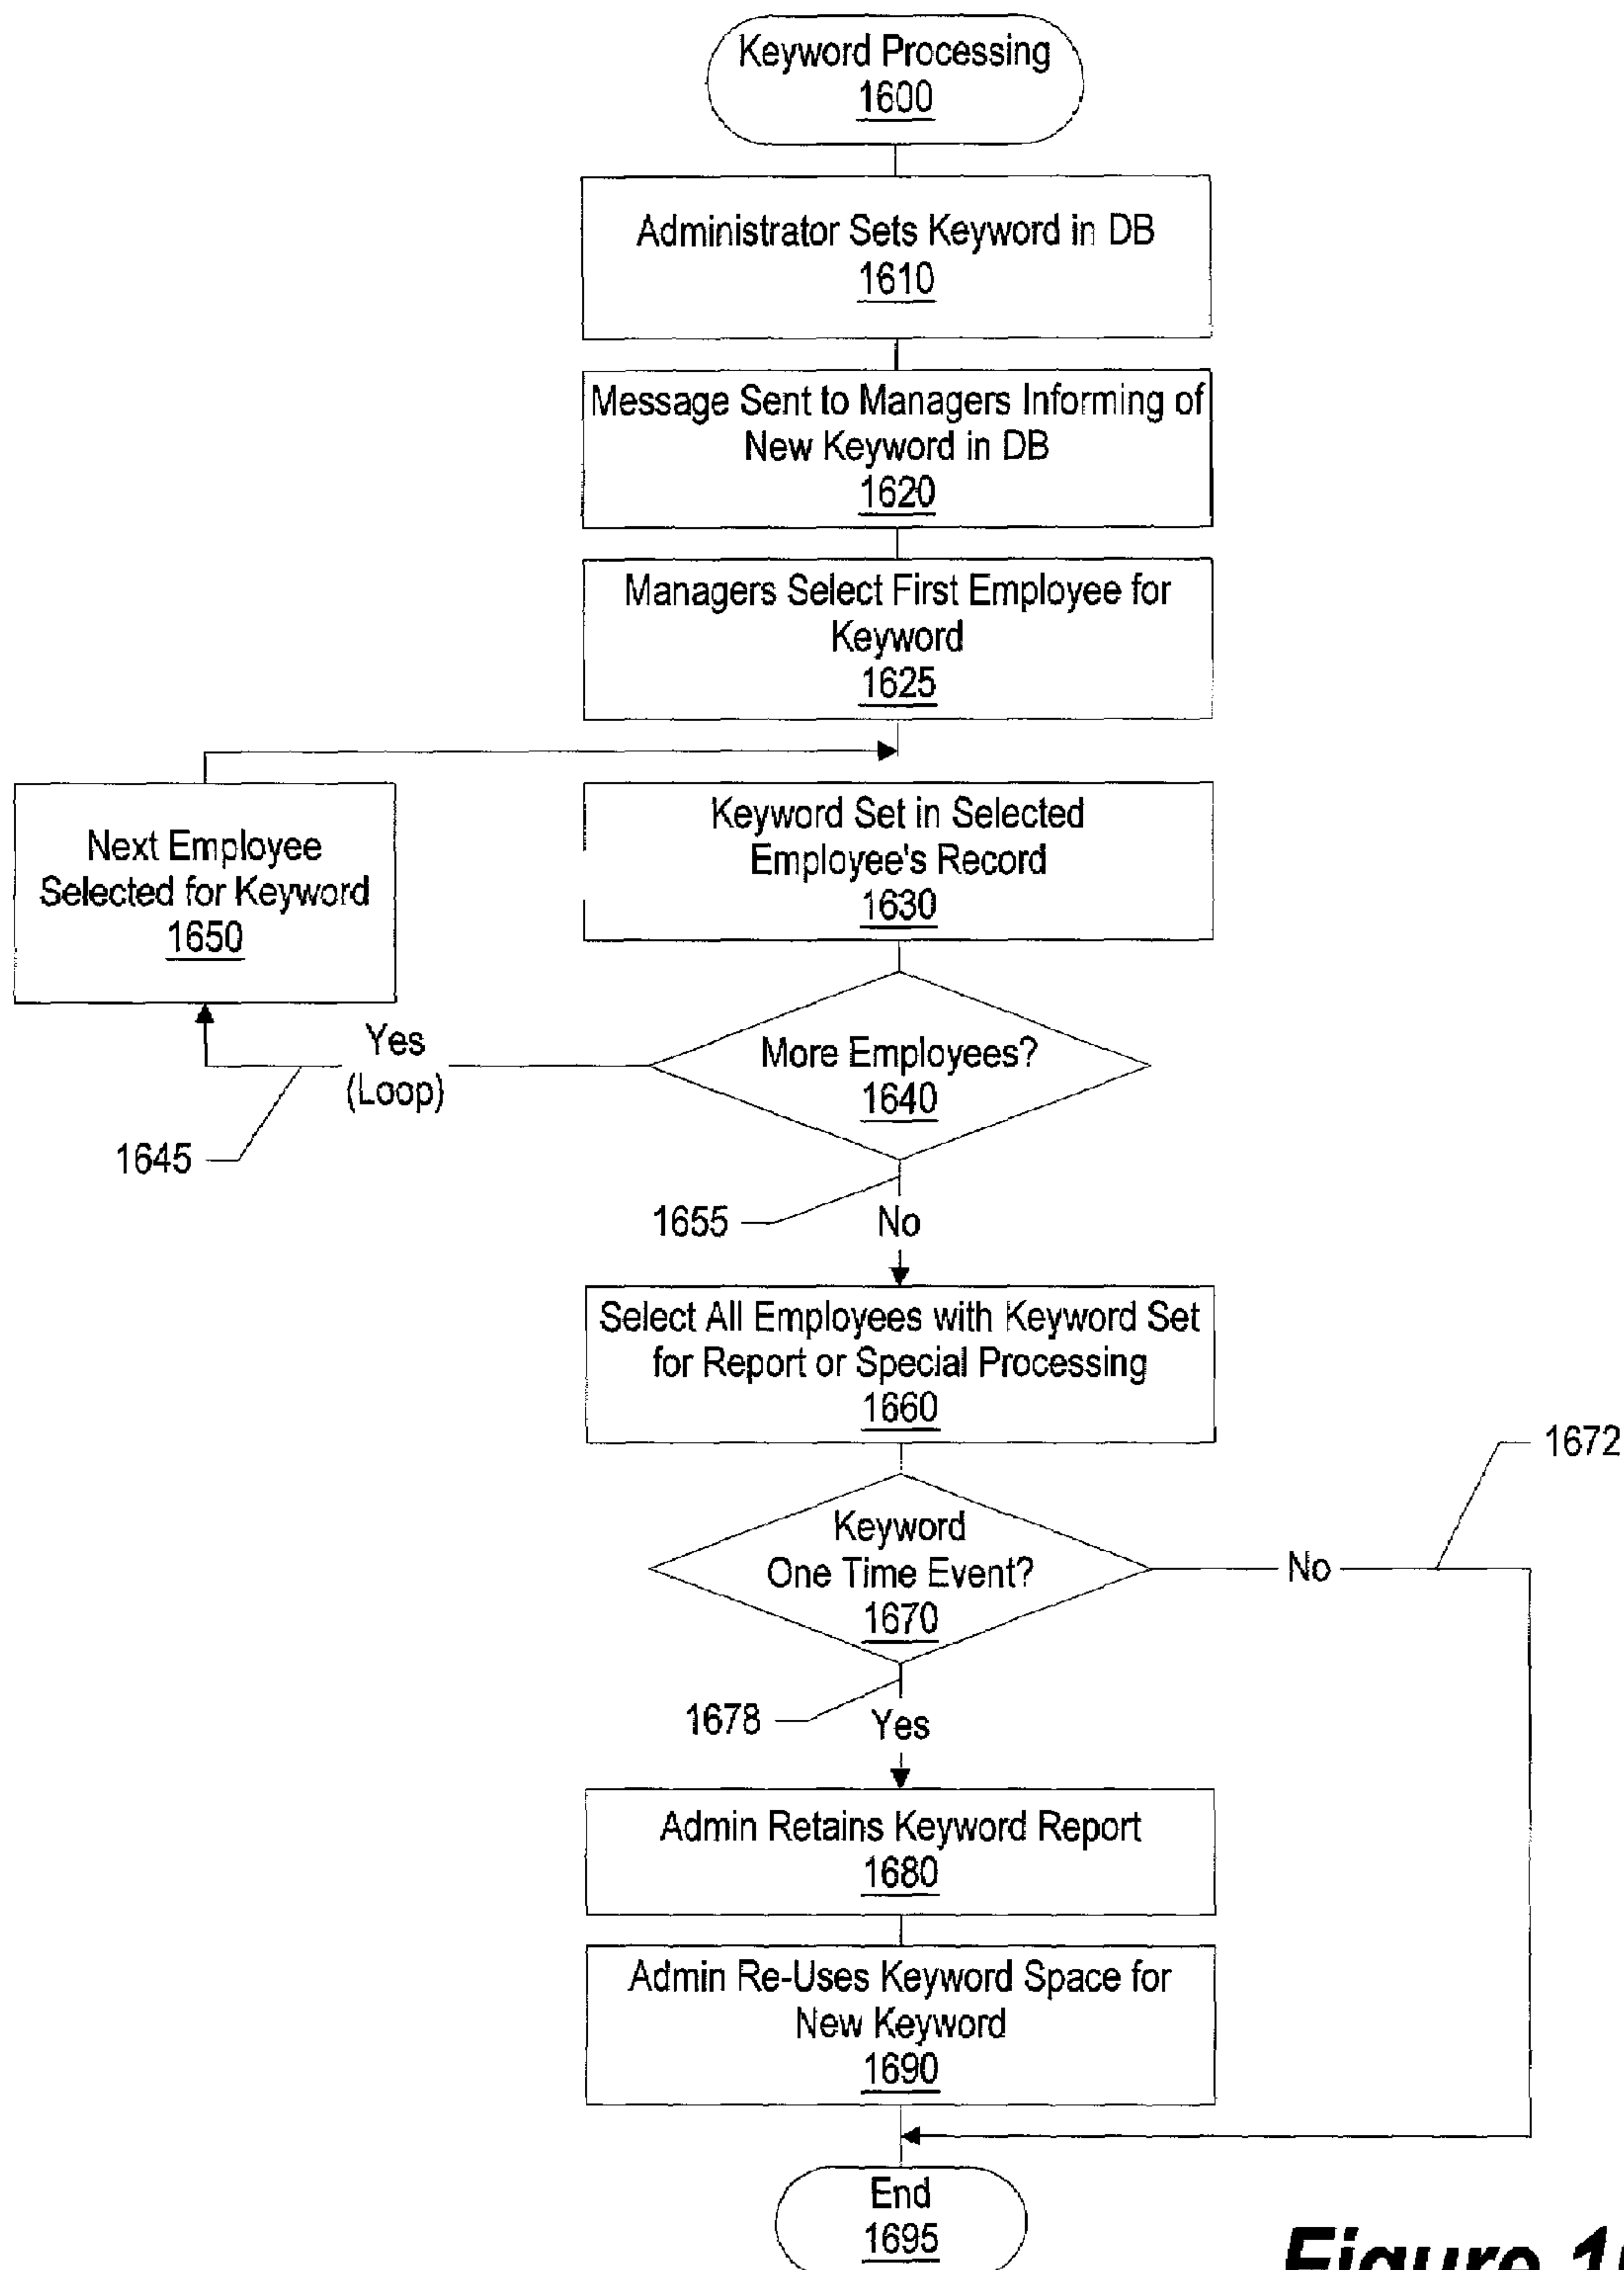 Keyword Processing
1600
Administrator Sets Keyword in DB
1610
Message Sent to Managers Informing of
New Keyword in DB
1620
Managers Select First Employee for
Keyword
1625
Next Employee
Selected for Keyword
1650
Keyword Set in Selected
Employee's Record
1630
Yes
(Loop)
1645
More Employees?
1640
1655
No
Select All Employees with Keyword Set
for Report or Special Processing
1660
1672
Keyword
One Time Event?
1670
No
1678
Yes
Admin Retains Keyword Report
1680
Admin Re-Uses Keyword Space for
New Keyword
1690
End
1695
Figure